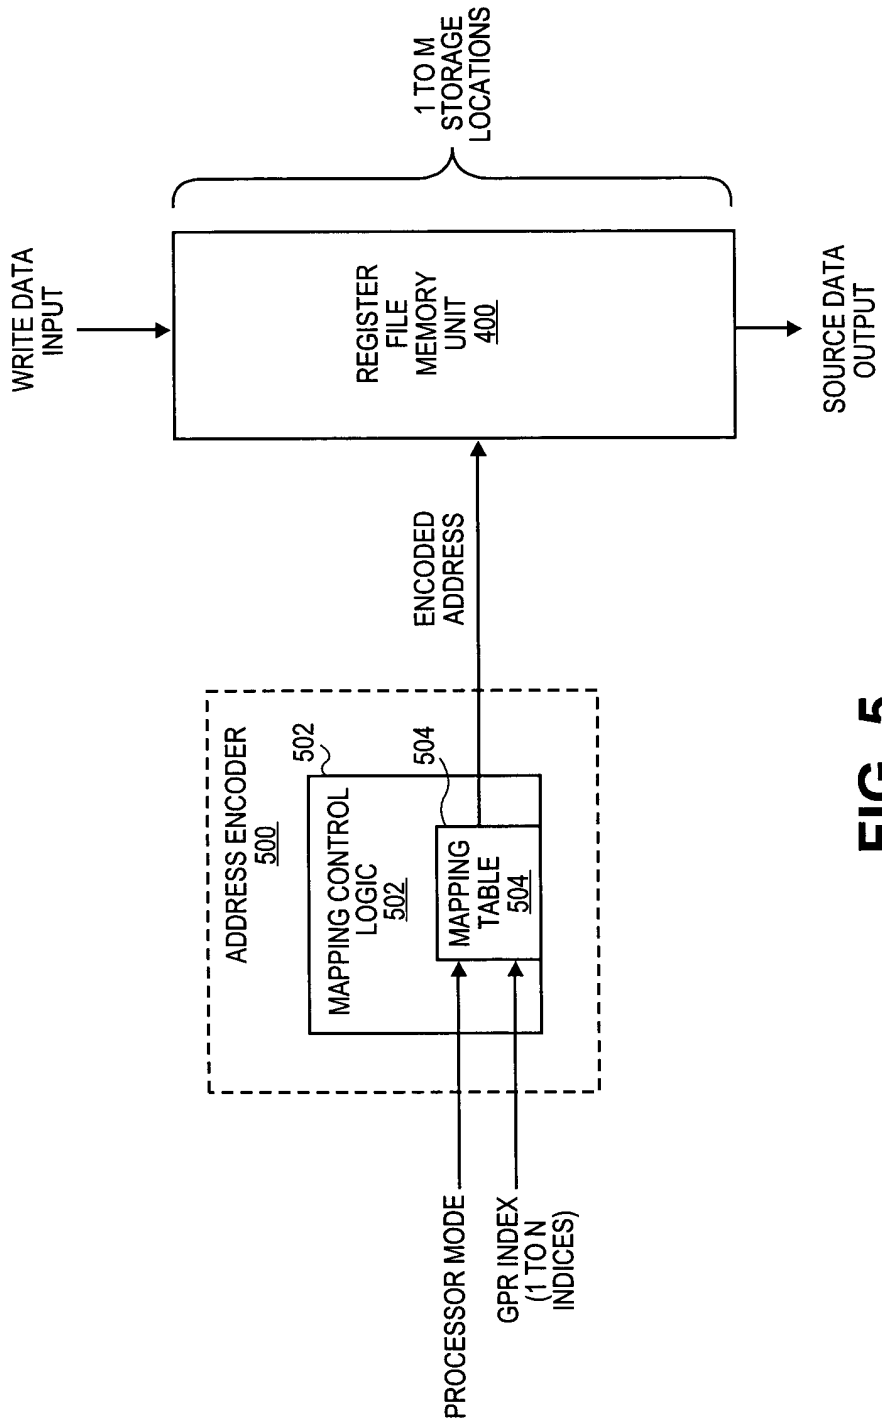 WRITE DATA
INPUT
1 TO M
STORAGE
LOCATIONS
REGISTER
FILE
MEMORY
UNIT
400
SOURCE DATA
OUTPUT
ENCODED
ADDRESS
ADDRESS ENCODER
500
502
MAPPING CONTROL
LOGIC
502
504
MAPPING
TABLE
504
PROCESSOR MODE
GPR INDEX
(1 TO N
INDICES)
FIG. 5